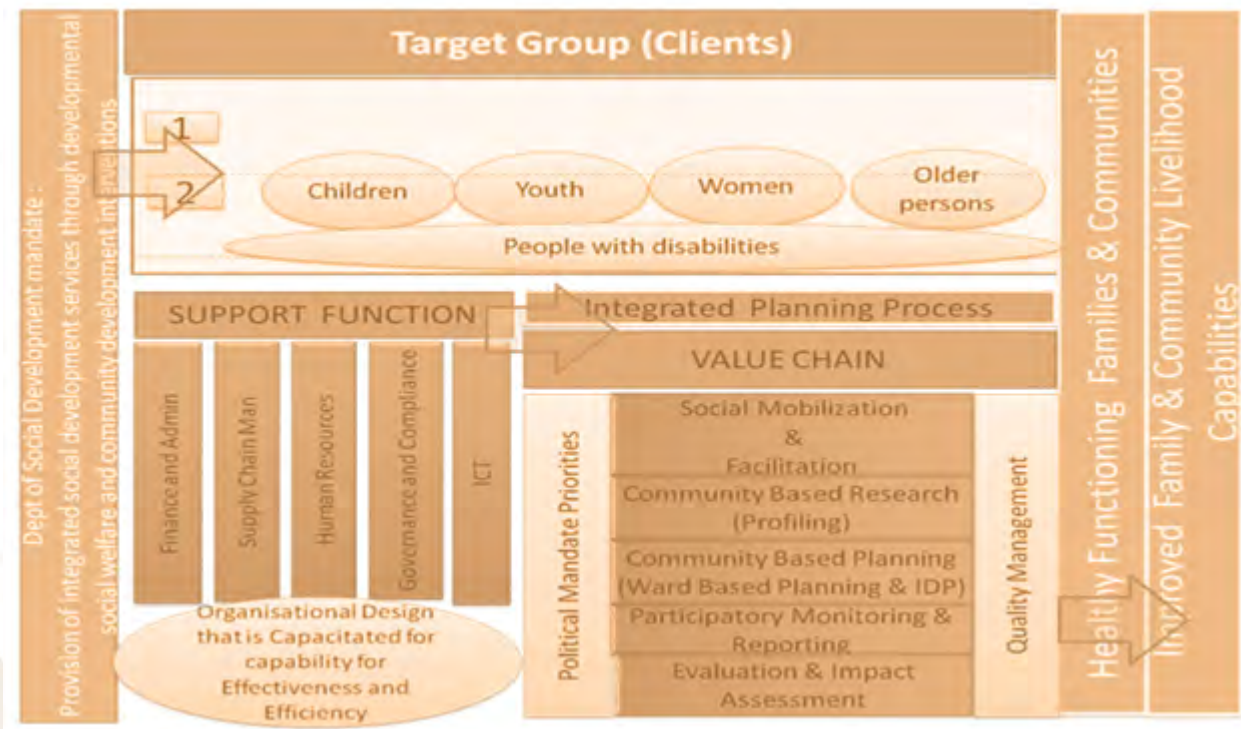 Dept of Social Development mandate :
Provision of integrated social development services through developmental
social welfare and community development interventions
Target Group (Clients)
1
2
Children
Youth
Women
Older
persons
People with disabilities
SUPPORT FUNCTION
Finance and Admin
Supply Chain Man
Human Resources
Governance and Compliance
ICT
Organisational Design
that is Capacitated for
capability for
Effectiveness and
Efficiency
Integrated Planning Process
VALUE CHAIN
Political Mandate Priorities
Social Mobilization
&
Facilitation
Community Based Research
(Profiling)
Community Based Planning
(Ward Based Planning & IDP)
Participatory Monitoring &
Reporting
Evaluation & Impact
Assessment
Quality Management
Healthy Functioning Families & Communities
Improved Family & Community Livelihood
Capabilities